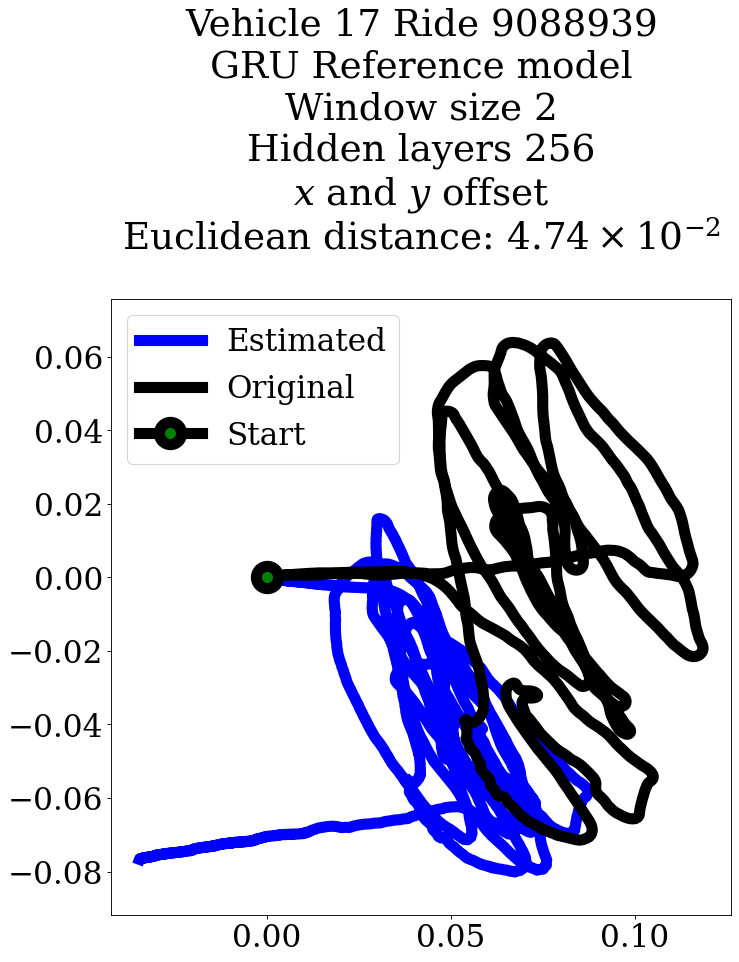 Vehicle 17 Ride 9088939
GRU Reference model
Window size 2
Hidden layers 256
x and y offset
Euclidean distance: 4.74 × 10⁻²
Estimated
Original
Start
0.06
0.04
0.02
0.00
−0.02
−0.04
−0.06
−0.08
0.00 0.05 0.10